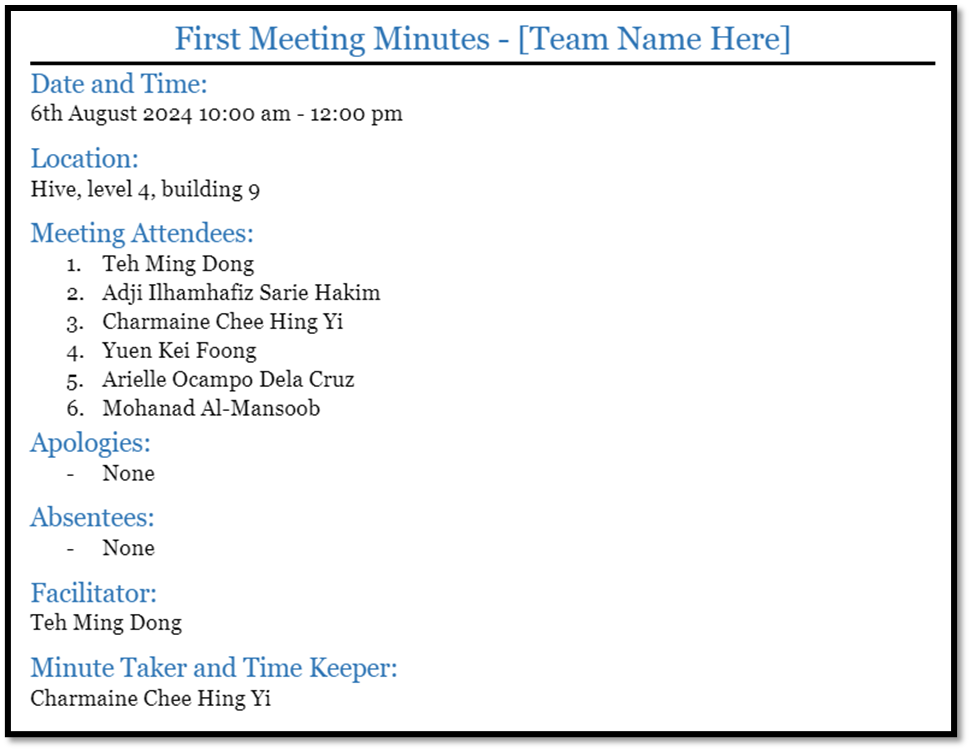 First Meeting Minutes - [Team Name Here]
Date and Time:
6th August 2024 10:00 am - 12:00 pm
Location:
Hive, level 4, building 9
Meeting Attendees:
1. Teh Ming Dong
2. Adji Ilhamhafiz Sarie Hakim
3. Charmaine Chee Hing Yi
4. Yuen Kei Foong
5. Arielle Ocampo Dela Cruz
6. Mohanad Al-Mansoob
Apologies:
- None
Absentees:
- None
Facilitator:
Teh Ming Dong
Minute Taker and Time Keeper:
Charmaine Chee Hing Yi